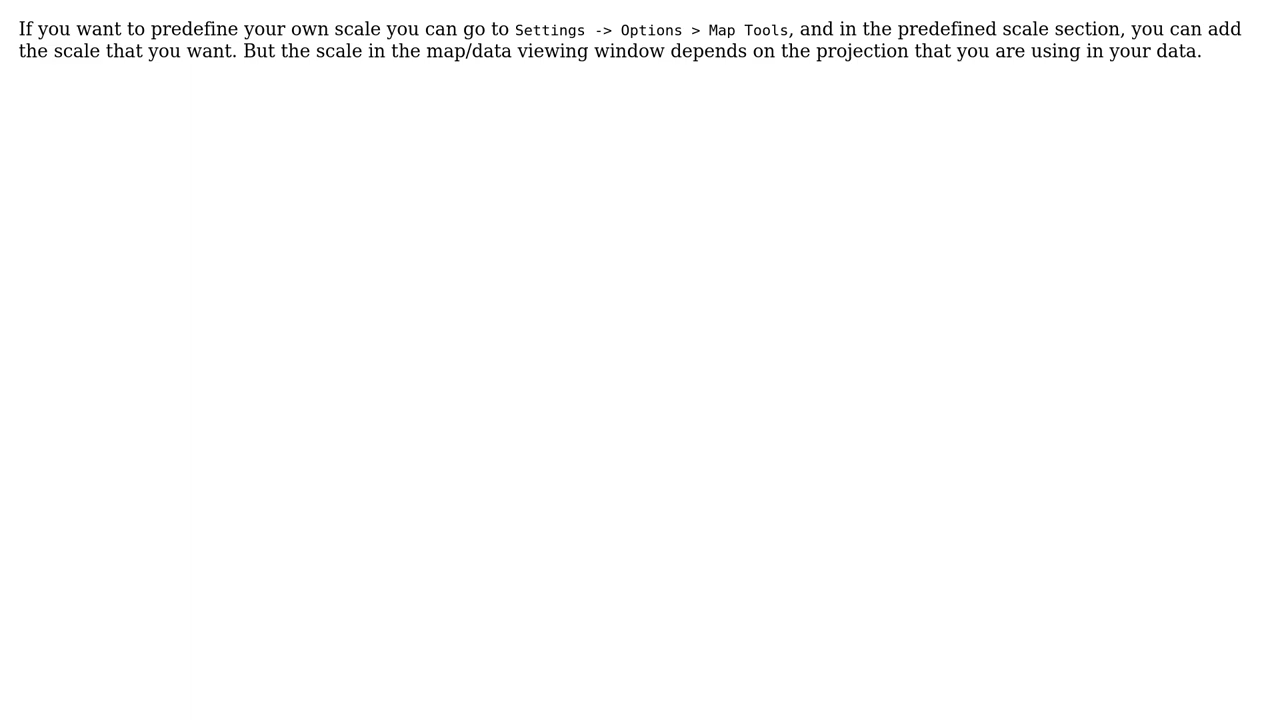 If you want to predefine your own scale you can go to Settings -> Options > Map Tools, and in the predefined scale section, you can add
the scale that you want. But the scale in the map/data viewing window depends on the projection that you are using in your data.